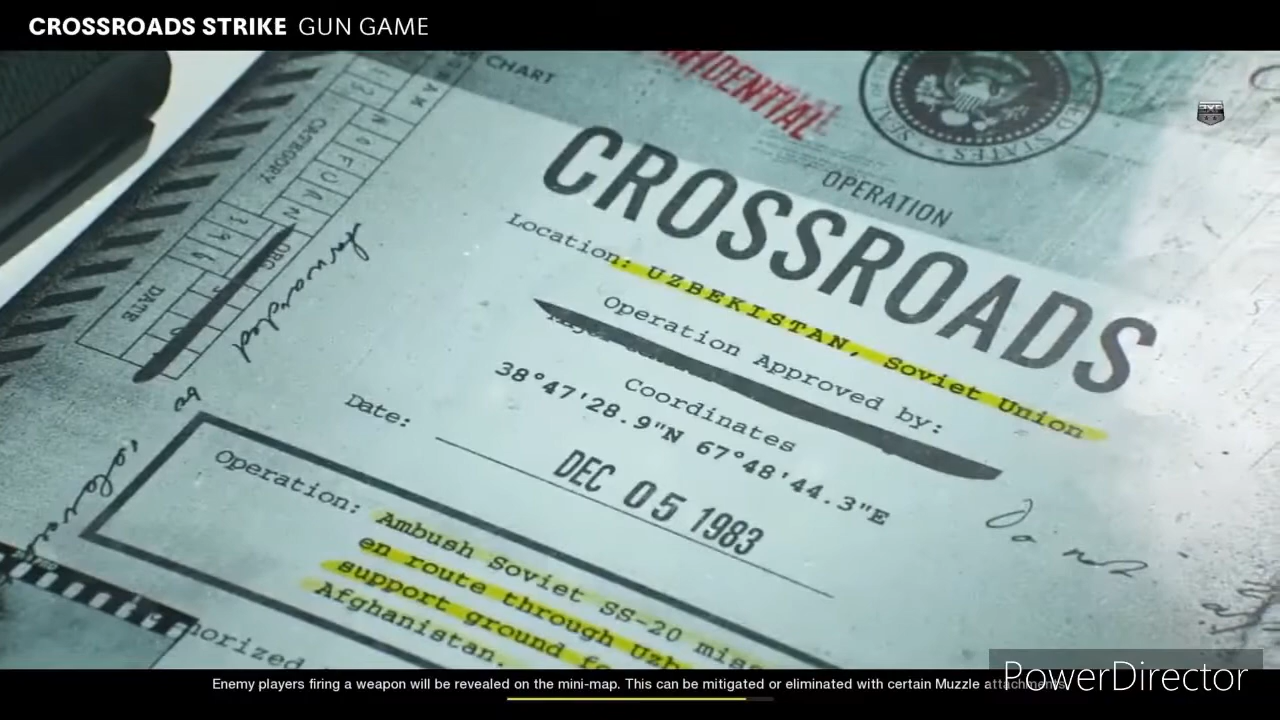 CROSSROADS STRIKE GUN GAME
CHART
OPERATION
CROSSROADS
Location: UZBEKISTAN, Soviet Union
Operation Approved by:
Coordinates
38°47'28.9"N 67°48'44.3"E
Date:
DEC 05 1983
CATEGORY
ORG
DATE
forwarded
Operation:
Ambush Soviet SS-20
en route through
support ground
Afghanistan.
Do not
Enemy players firing a weapon will be revealed on the mini-map. This can be mitigated or eliminated with certain Muzzle attachments.
PowerDirector